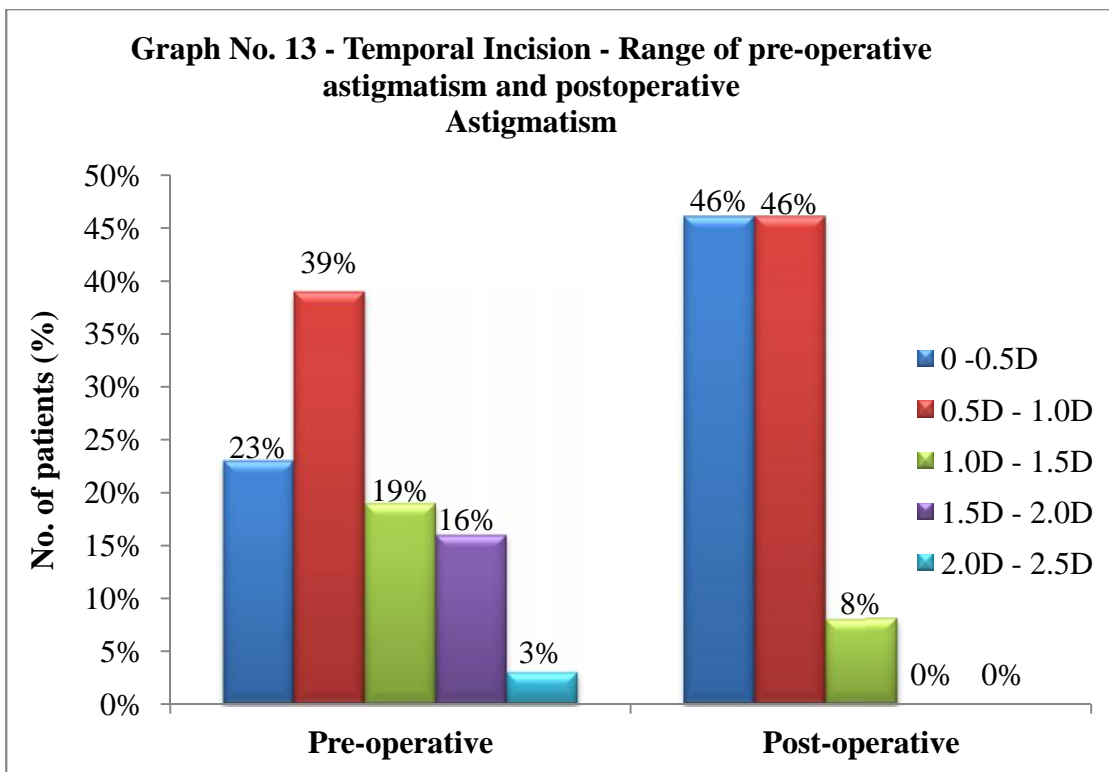 Graph No. 13 - Temporal Incision - Range of pre-operative
astigmatism and postoperative
Astigmatism
No. of patients (%)
50%
45%
40%
35%
30%
25%
20%
15%
10%
5%
0%
23%
39%
19%
16%
3%
46%
46%
8%
0%
0%
Pre-operative
Post-operative
0 -0.5D
0.5D - 1.0D
1.0D - 1.5D
1.5D - 2.0D
2.0D - 2.5D